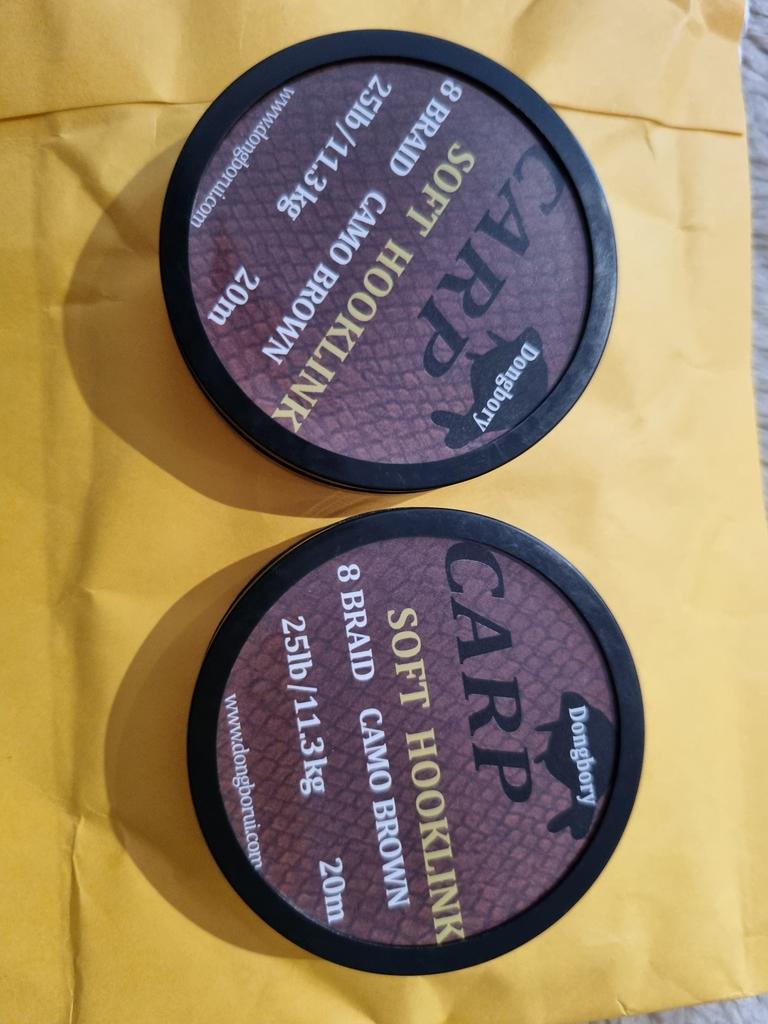 Dongbory
CARP
SOFT HOOKLINK
8 BRAID CAMO BROWN
25lb/11.3kg 20m
www.dongborui.com
Dongbory
CARP
SOFT HOOKLINK
8 BRAID CAMO BROWN
25lb/11.3kg 20m
www.dongborui.com